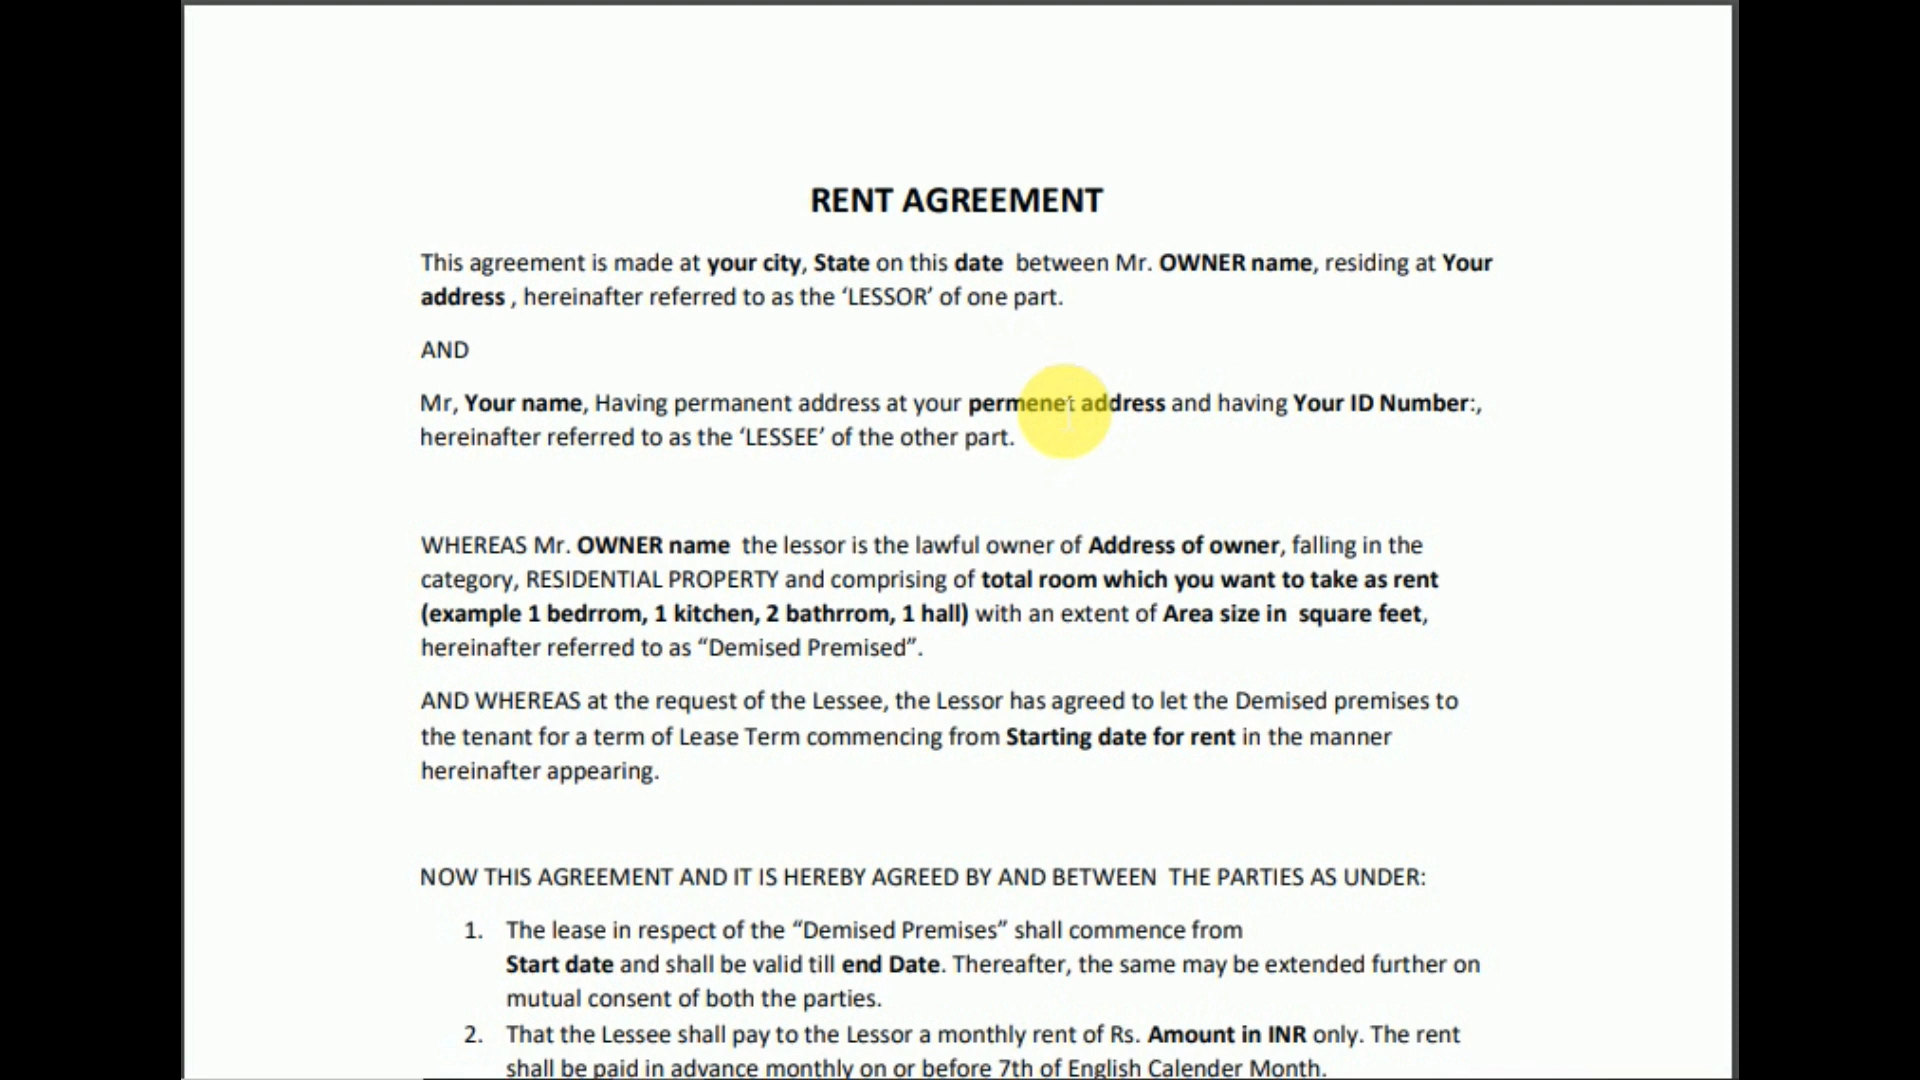 RENT AGREEMENT
This agreement is made at your city, State on this date between Mr. OWNER name, residing at Your
address , hereinafter referred to as the ‘LESSOR’ of one part.
AND
Mr, Your name, Having permanent address at your permenet address and having Your ID Number:,
hereinafter referred to as the ‘LESSEE’ of the other part.
WHEREAS Mr. OWNER name the lessor is the lawful owner of Address of owner, falling in the
category, RESIDENTIAL PROPERTY and comprising of total room which you want to take as rent
(example 1 bedrrom, 1 kitchen, 2 bathrrom, 1 hall) with an extent of Area size in square feet,
hereinafter referred to as “Demised Premised”.
AND WHEREAS at the request of the Lessee, the Lessor has agreed to let the Demised premises to
the tenant for a term of Lease Term commencing from Starting date for rent in the manner
hereinafter appearing.
NOW THIS AGREEMENT AND IT IS HEREBY AGREED BY AND BETWEEN THE PARTIES AS UNDER:
1. The lease in respect of the “Demised Premises” shall commence from
Start date and shall be valid till end Date. Thereafter, the same may be extended further on
mutual consent of both the parties.
2. That the Lessee shall pay to the Lessor a monthly rent of Rs. Amount in INR only. The rent
shall be paid in advance monthly on or before 7th of English Calender Month.